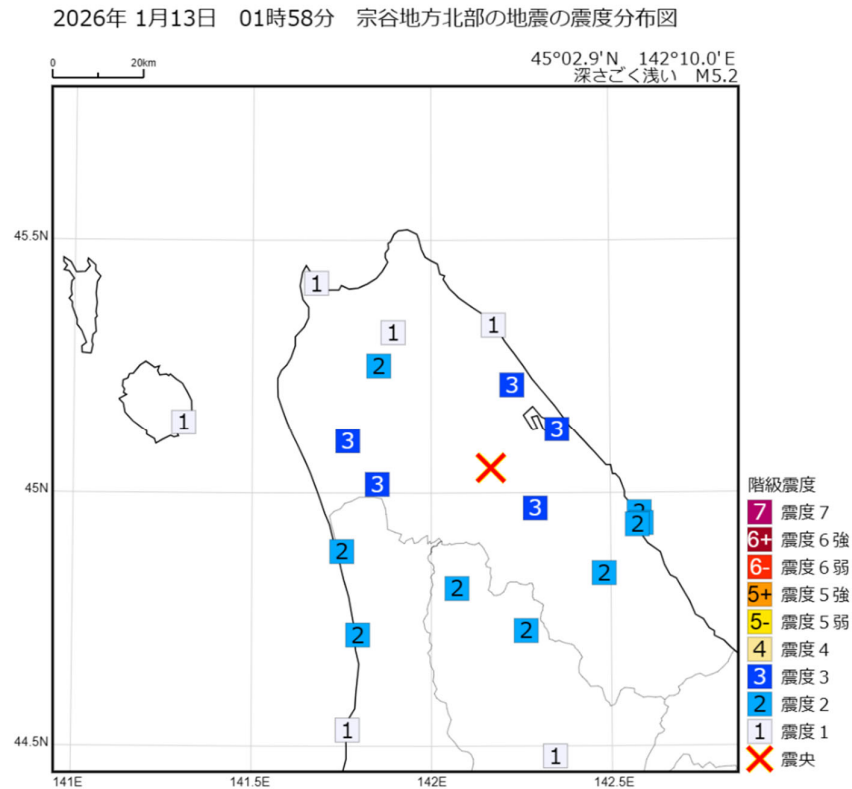 2026年 1月13日　01時58分　宗谷地方北部の地震の震度分布図
45°02.9'N　142°10.0'E
深さごく浅い　M5.2
0 20km
45.5N
45N
44.5N
141E 141.5E 142E 142.5E
1
1
1
2
3
3
1
3
3
3
2
2
2
2
2
2
2
1
1
階級震度
7 震度7
6+ 震度6強
6- 震度6弱
5+ 震度5強
5- 震度5弱
4 震度4
3 震度3
2 震度2
1 震度1
震央